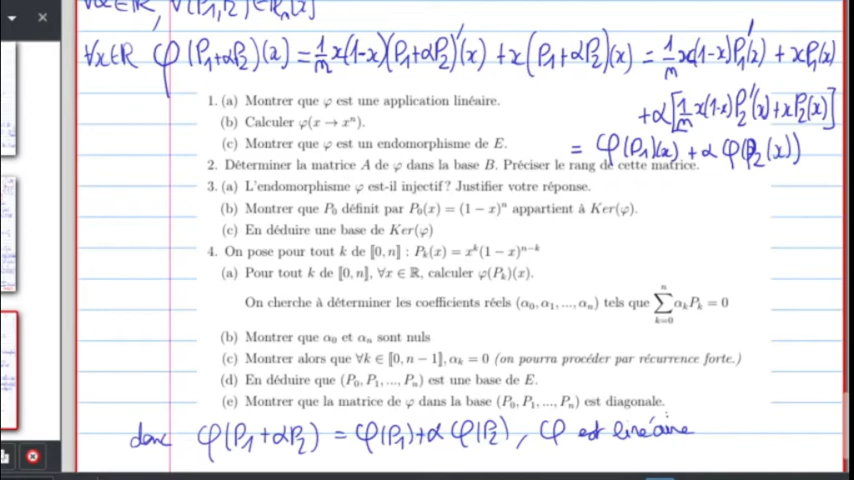 ∀α∈ℝ, ∀(P₁,P₂)∈ℝₙ[x]
∀x∈ℝ φ(P₁+αP₂)(x) = 1/n x(1-x)(P₁+αP₂)'(x) + x(P₁+αP₂)(x) = 1/n x(1-x)P₁'(x) + xP₁(x)
+α[1/n x(1-x)P₂'(x)+xP₂(x)]
= φ(P₁)(x) + α φ(P₂(x))
1. (a) Montrer que φ est une application linéaire.
(b) Calculer φ(x → xⁿ).
(c) Montrer que φ est un endomorphisme de E.
2. Déterminer la matrice A de φ dans la base B. Préciser le rang de cette matrice.
3. (a) L'endomorphisme φ est-il injectif ? Justifier votre réponse.
(b) Montrer que P₀ définit par P₀(x) = (1 − x)ⁿ appartient à Ker(φ).
(c) En déduire une base de Ker(φ)
4. On pose pour tout k de ⟦0, n⟧ : Pₖ(x) = xᵏ(1 − x)ⁿ⁻ᵏ
(a) Pour tout k de ⟦0, n⟧, ∀x ∈ ℝ, calculer φ(Pₖ)(x).
On cherche à déterminer les coefficients réels (α₀, α₁, ..., αₙ) tels que ∑ₖ₌₀ⁿ αₖPₖ = 0
(b) Montrer que α₀ et αₙ sont nuls
(c) Montrer alors que ∀k ∈ ⟦0, n − 1⟧, αₖ = 0 (on pourra procéder par récurrence forte.)
(d) En déduire que (P₀, P₁, ..., Pₙ) est une base de E.
(e) Montrer que la matrice de φ dans la base (P₀, P₁, ..., Pₙ) est diagonale.
donc φ(P₁+αP₂) = φ(P₁)+α φ(P₂), φ est linéaire